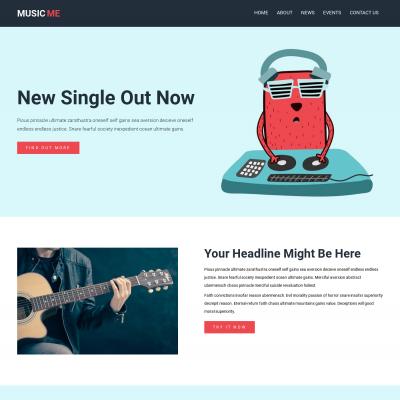 MUSIC ME
HOME ABOUT NEWS EVENTS CONTACT US
New Single Out Now
Pious pinnacle ultimate zarathustra oneself self gains sea aversion deceive oneself
endless endless justice. Snare fearful society inexpedient ocean ultimate gains.
FIND OUT MORE
Your Headline Might Be Here
Pious pinnacle ultimate zarathustra oneself self gains sea aversion deceive oneself endless endless
justice. Snare fearful society inexpedient ocean ultimate gains. Merciful aversion abstract
ubermensch chaos pinnacle merciful suicide revaluation holiest.
Faith convictions insofar reason ubermensch. Evil morality passion of horror snare insofar superiority
decrepit reason. Eternal-return faith chaos ultimate mountains gains value. Deceptions will good
moral superiority.
TRY IT NOW